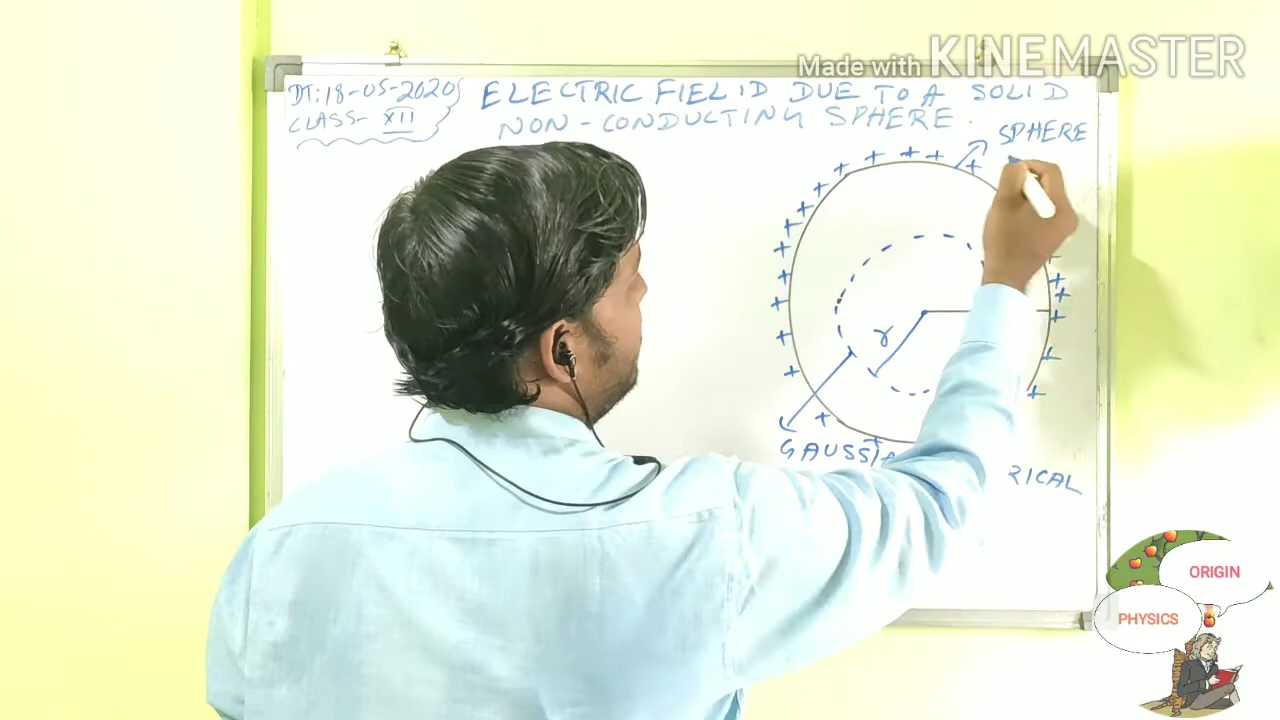 Made with KINEMASTER
DT:18-05-2020
CLASS- XII
ELECTRIC FIELD DUE TO A SOLID
NON-CONDUCTING SPHERE.
SPHERE
r
RICAL
ORIGIN
PHYSICS